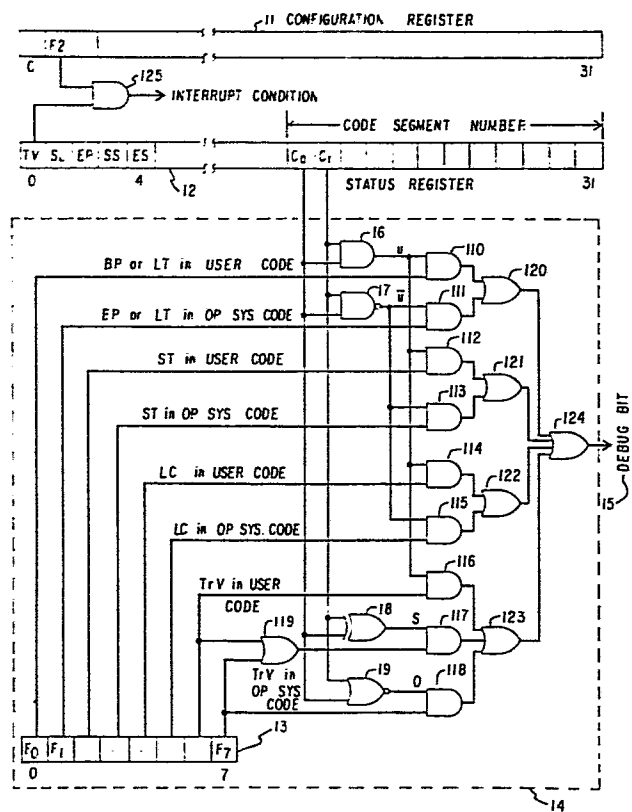 11 CONFIGURATION REGISTER
F2
C 31
125
INTERRUPT CONDITION
CODE SEGMENT NUMBER
TV EP SS ES C0 C1
0 4 12 STATUS REGISTER 31
16
u 110
BP or LT in USER CODE
120
17
u
111
EP or LT in OP SYS CODE
112
ST in USER CODE
121
113
124
ST in OP SYS CODE
DEBUG BIT
15
114
LC in USER CODE
122
115
LC in OP SYS. CODE
116
TrV in USER CODE
119
18
S
117
123
19
O
118
TrV in OP SYS CODE
F0 F1 F7
13
0 7
14